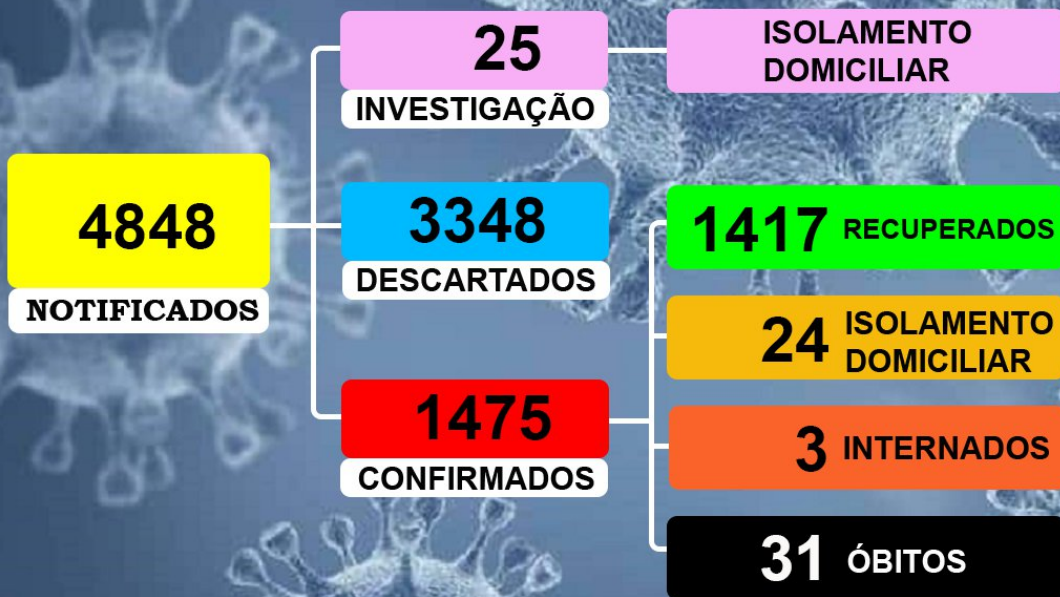 4848
NOTIFICADOS
25
INVESTIGAÇÃO
ISOLAMENTO
DOMICILIAR
3348
DESCARTADOS
1475
CONFIRMADOS
1417 RECUPERADOS
24 ISOLAMENTO
DOMICILIAR
3 INTERNADOS
31 ÓBITOS